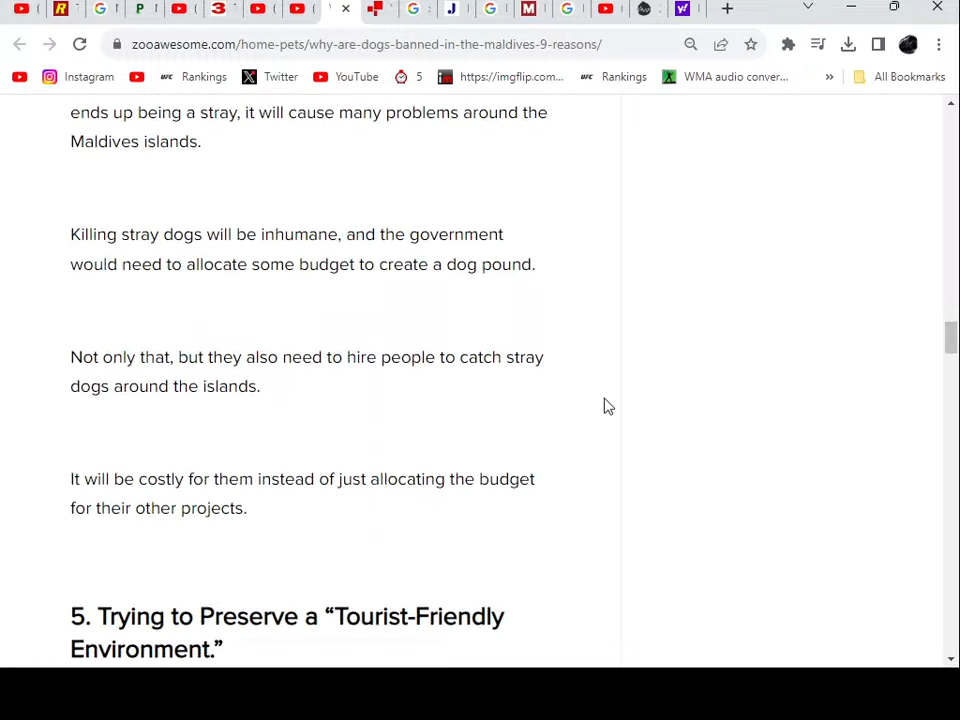 zooawesome.com/home-pets/why-are-dogs-banned-in-the-maldives-9-reasons/
Instagram
UFC Rankings
Twitter
YouTube
5
https://imgflip.com...
UFC Rankings
WMA audio conver...
»
All Bookmarks
ends up being a stray, it will cause many problems around the
Maldives islands.
Killing stray dogs will be inhumane, and the government
would need to allocate some budget to create a dog pound.
Not only that, but they also need to hire people to catch stray
dogs around the islands.
It will be costly for them instead of just allocating the budget
for their other projects.
5. Trying to Preserve a “Tourist-Friendly
Environment.”